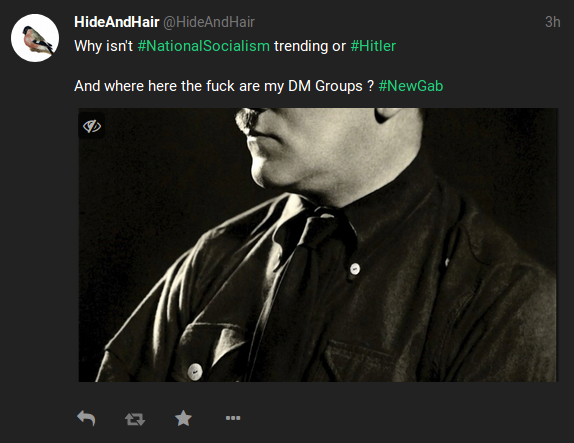 HideAndHair @HideAndHair 3h
Why isn't #NationalSocialism trending or #Hitler
And where here the fuck are my DM Groups ? #NewGab